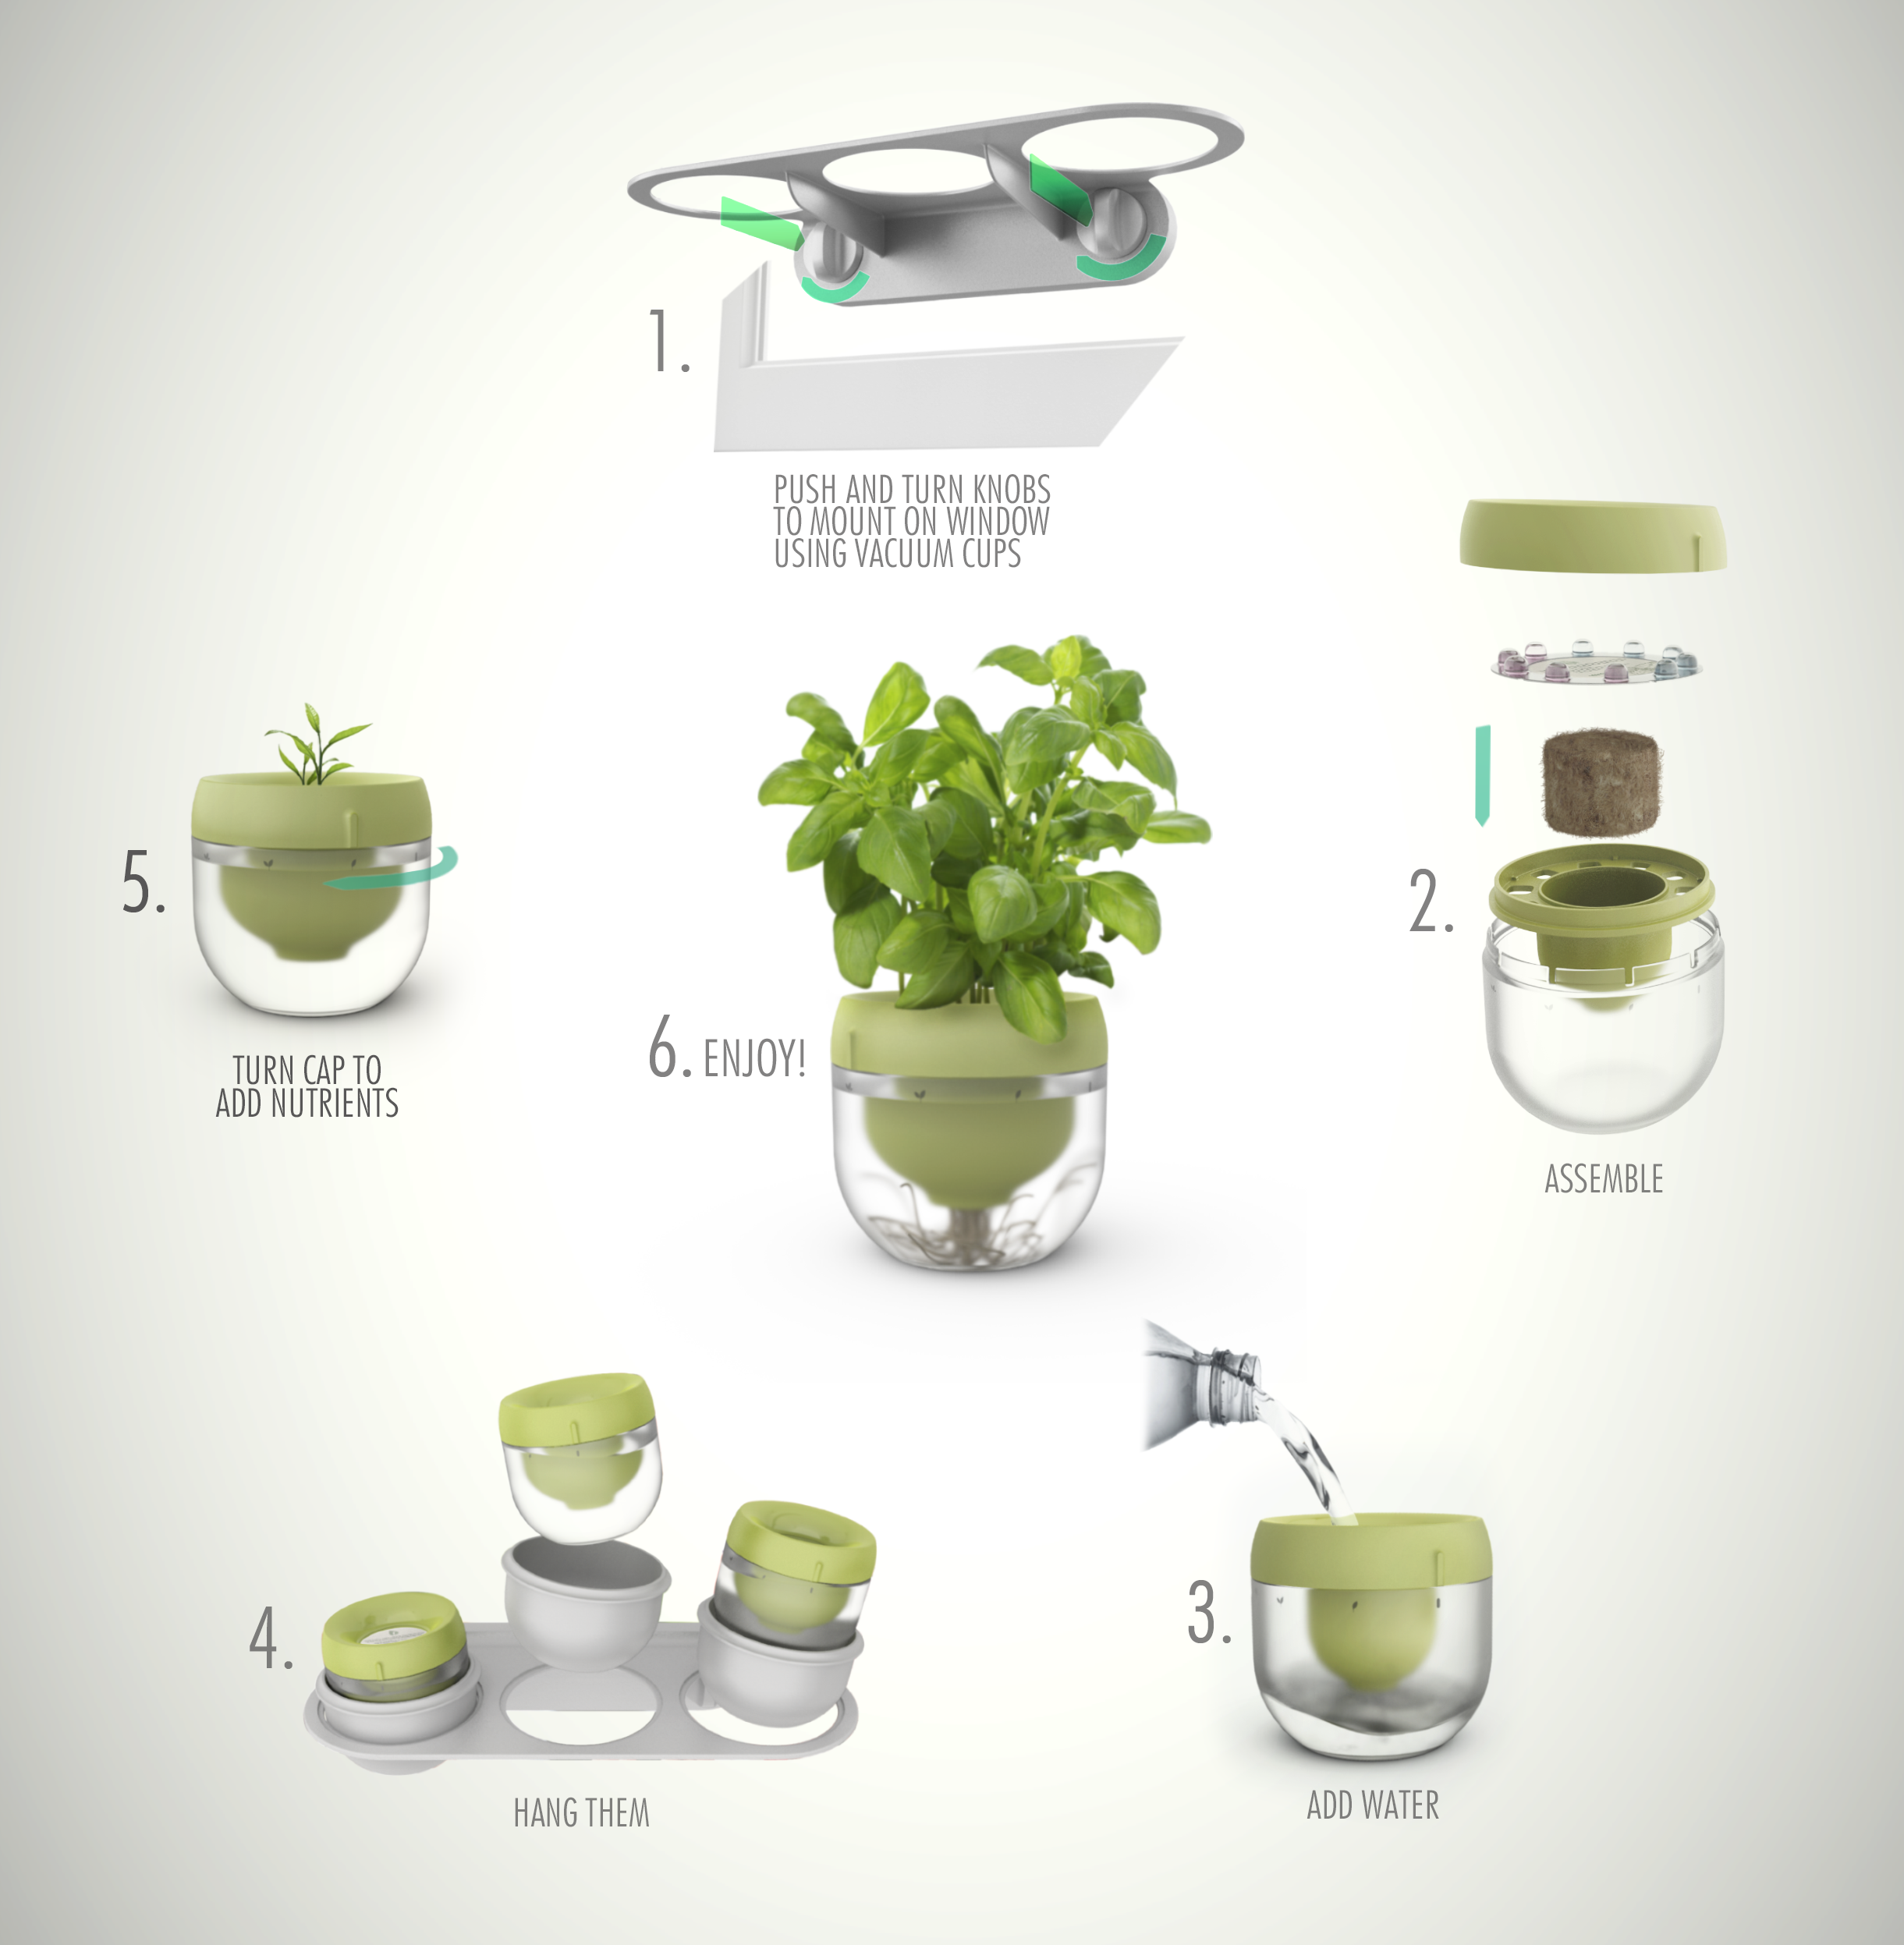 1.
PUSH AND TURN KNOBS
TO MOUNT ON WINDOW
USING VACUUM CUPS
2.
ASSEMBLE
3.
ADD WATER
4.
HANG THEM
5.
TURN CAP TO
ADD NUTRIENTS
6. ENJOY!